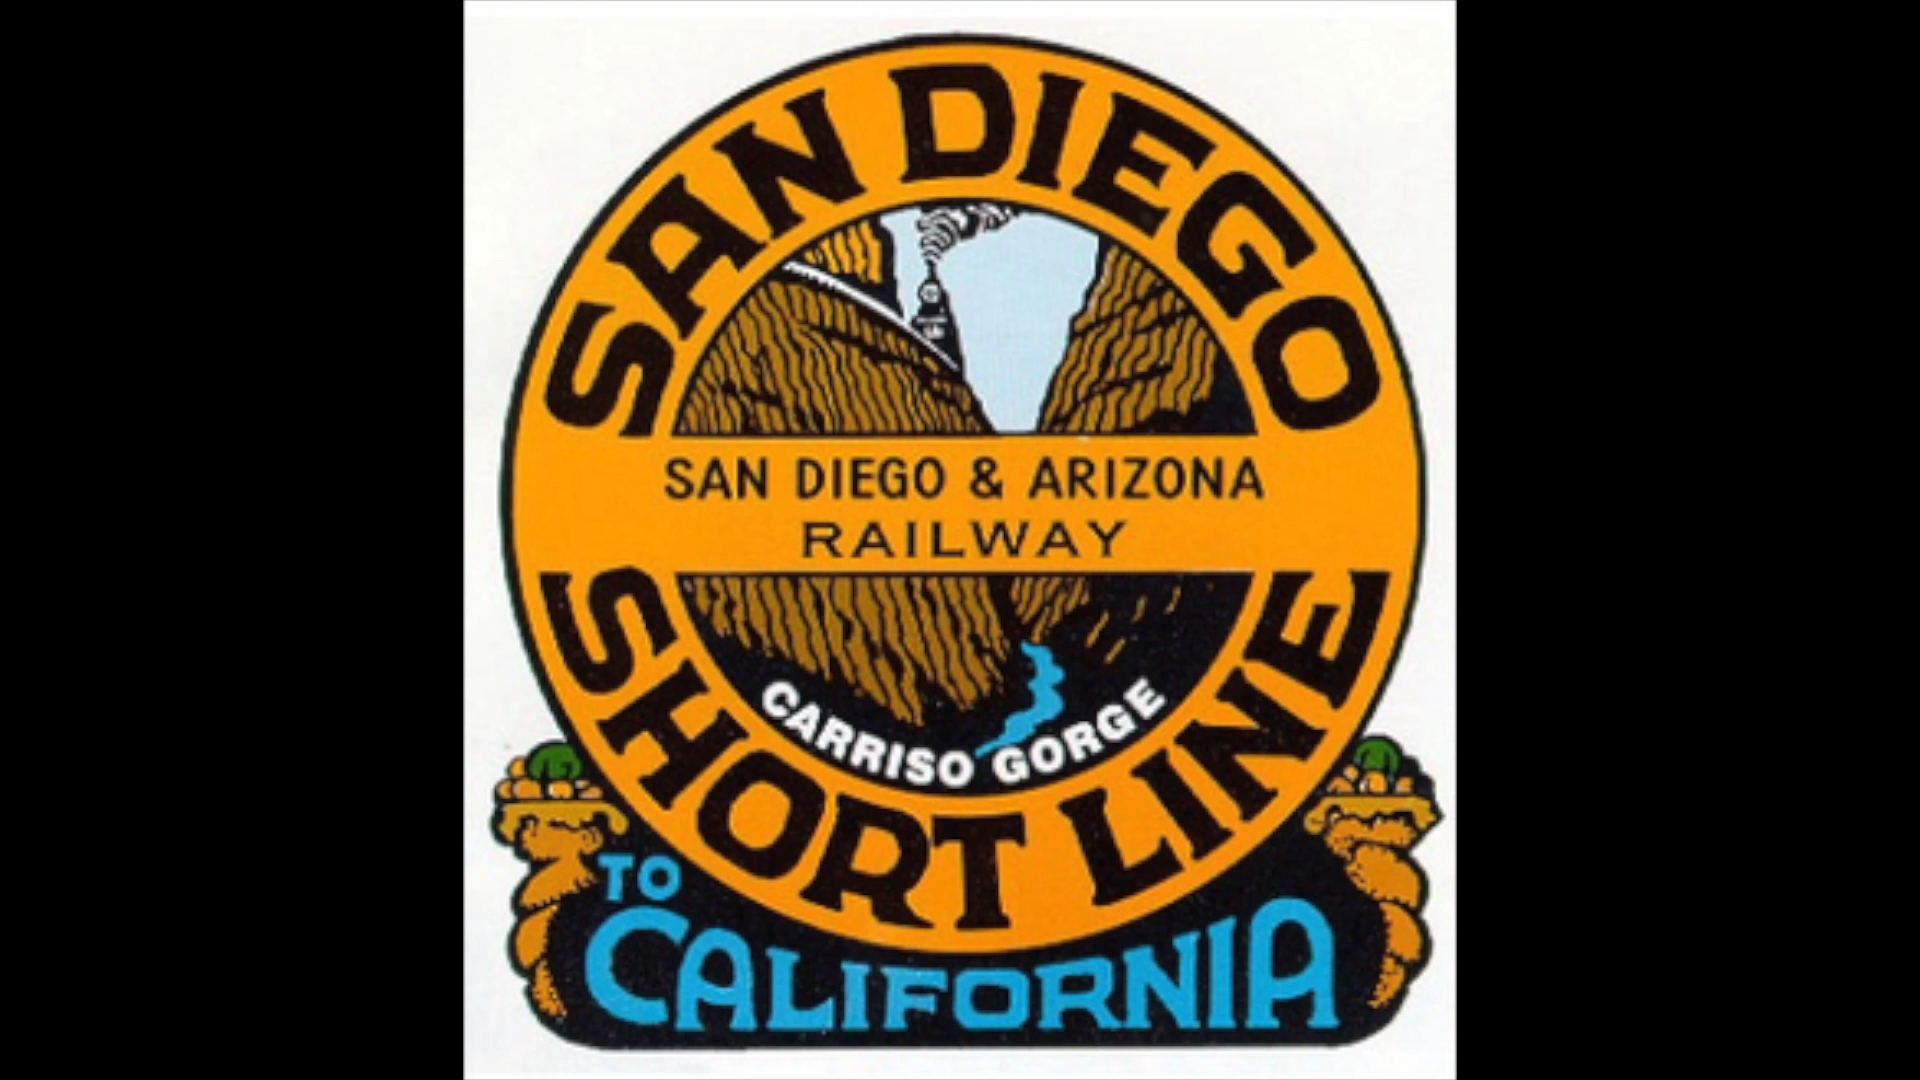 SAN DIEGO
SAN DIEGO & ARIZONA
RAILWAY
CARRISO GORGE
SHORT LINE
TO
CALIFORNIA